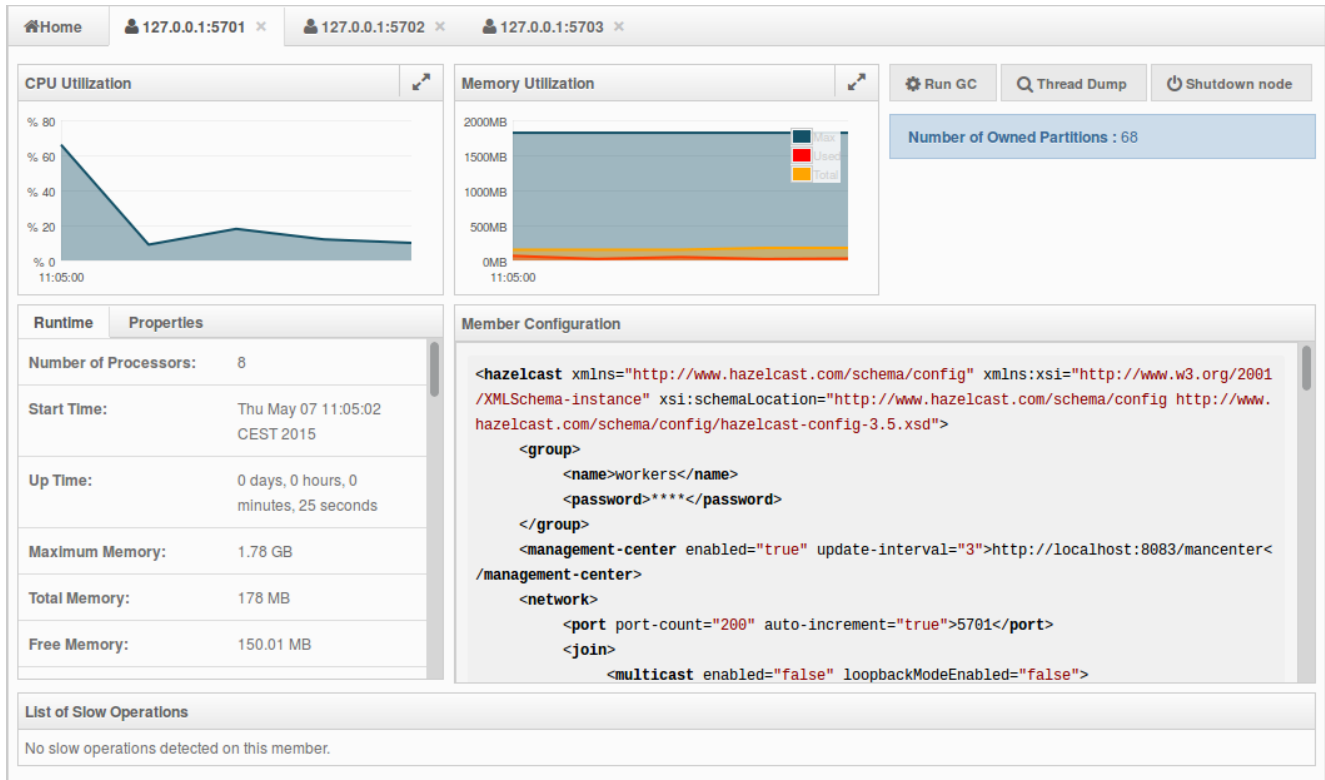 Home
127.0.0.1:5701 ×
127.0.0.1:5702 ×
127.0.0.1:5703 ×
CPU Utilization
% 80
% 60
% 40
% 20
% 0
11:05:00
Memory Utilization
2000MB
1500MB
1000MB
500MB
0MB
11:05:00
Max
Used
Total
Run GC
Thread Dump
Shutdown node
Number of Owned Partitions : 68
Runtime
Properties
Number of Processors: 8
Start Time: Thu May 07 11:05:02
CEST 2015
Up Time: 0 days, 0 hours, 0
minutes, 25 seconds
Maximum Memory: 1.78 GB
Total Memory: 178 MB
Free Memory: 150.01 MB
Member Configuration
<hazelcast xmlns="http://www.hazelcast.com/schema/config" xmlns:xsi="http://www.w3.org/2001
/XMLSchema-instance" xsi:schemaLocation="http://www.hazelcast.com/schema/config http://www.
hazelcast.com/schema/config/hazelcast-config-3.5.xsd">
<group>
<name>workers</name>
<password>****</password>
</group>
<management-center enabled="true" update-interval="3">http://localhost:8083/mancenter<
/management-center>
<network>
<port port-count="200" auto-increment="true">5701</port>
<join>
<multicast enabled="false" loopbackModeEnabled="false">
List of Slow Operations
No slow operations detected on this member.